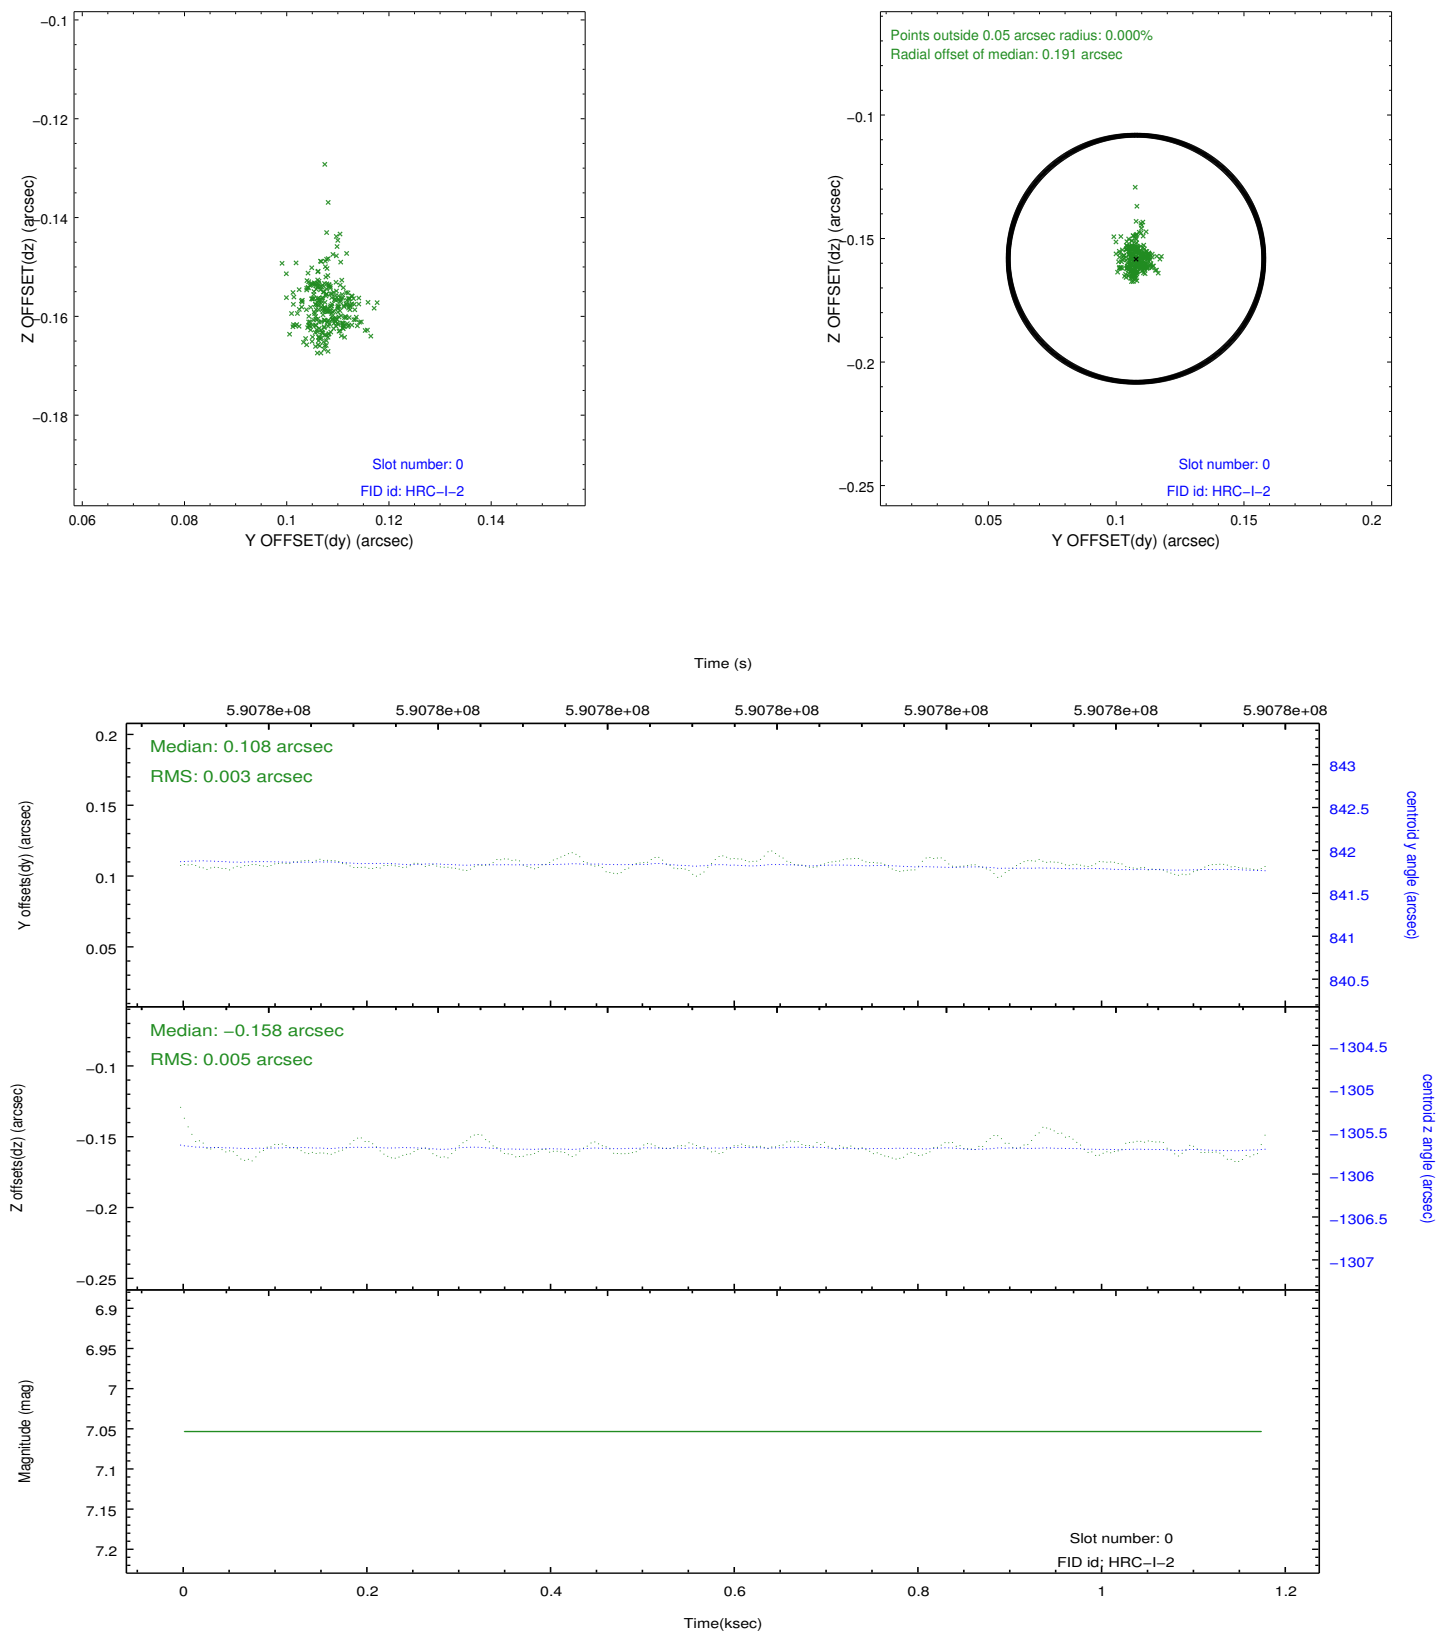 −0.1
−0.12
−0.14
−0.16
−0.18
Z OFFSET(dz) (arcsec)
Slot number: 0
FID id: HRC−I−2
0.06 0.08 0.1 0.12 0.14
Y OFFSET(dy) (arcsec)
Points outside 0.05 arcsec radius: 0.000%
Radial offset of median: 0.191 arcsec
−0.1
−0.15
−0.2
−0.25
Z OFFSET(dz) (arcsec)
Slot number: 0
FID id: HRC−I−2
0.05 0.1 0.15 0.2
Y OFFSET(dy) (arcsec)
Time (s)
5.9078e+08 5.9078e+08 5.9078e+08 5.9078e+08 5.9078e+08 5.9078e+08 5.9078e+08
Median: 0.108 arcsec
RMS: 0.003 arcsec
0.2
0.15
0.1
0.05
Y offsets(dy) (arcsec)
843
842.5
842
841.5
841
840.5
centroid y angle (arcsec)
Median: −0.158 arcsec
RMS: 0.005 arcsec
−0.1
−0.15
−0.2
−0.25
Z offsets(dz) (arcsec)
−1304.5
−1305
−1305.5
−1306
−1306.5
−1307
centroid z angle (arcsec)
6.9
6.95
7
7.05
7.1
7.15
7.2
Magnitude (mag)
Slot number: 0
FID id: HRC−I−2
0 0.2 0.4 0.6 0.8 1 1.2
Time(ksec)